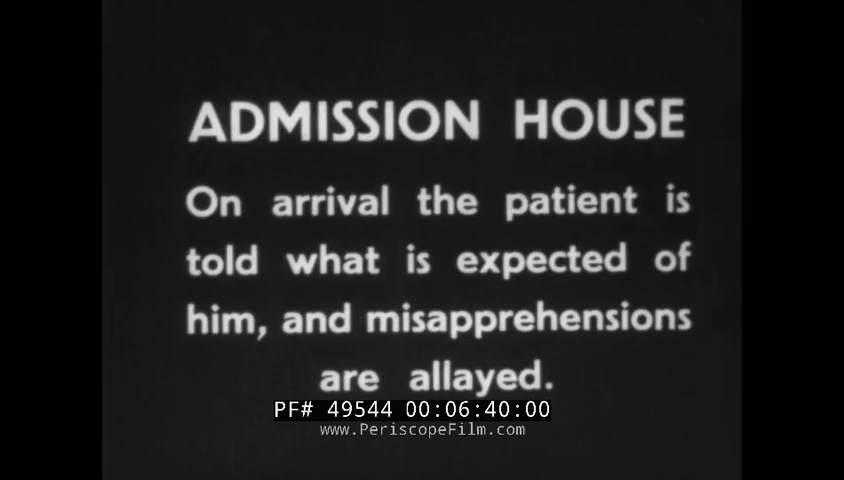 ADMISSION HOUSE
On arrival the patient is
told what is expected of
him, and misapprehensions
are allayed.
PF# 49544 00:06:40:00
www.PeriscopeFilm.com